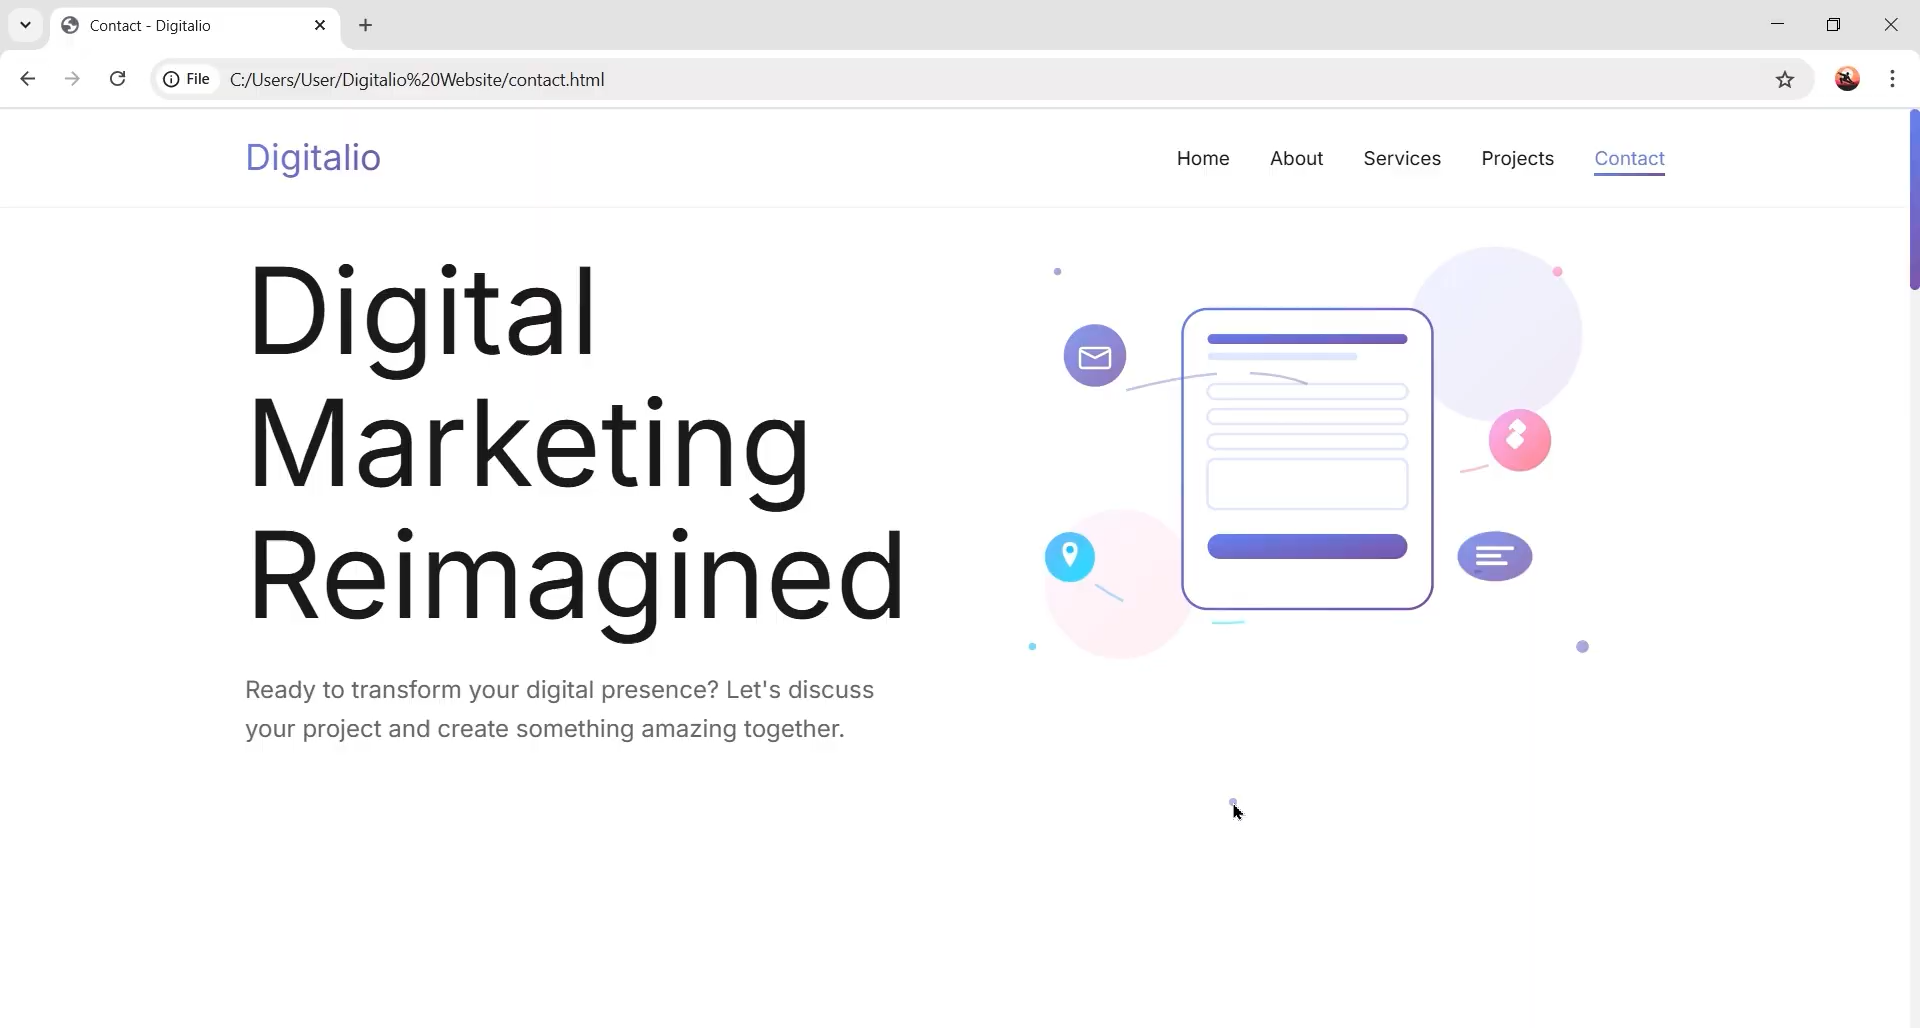 Contact - Digitalio
File C:/Users/User/Digitalio%20Website/contact.html
Digitalio
Home About Services Projects Contact
Digital
Marketing
Reimagined
Ready to transform your digital presence? Let's discuss
your project and create something amazing together.